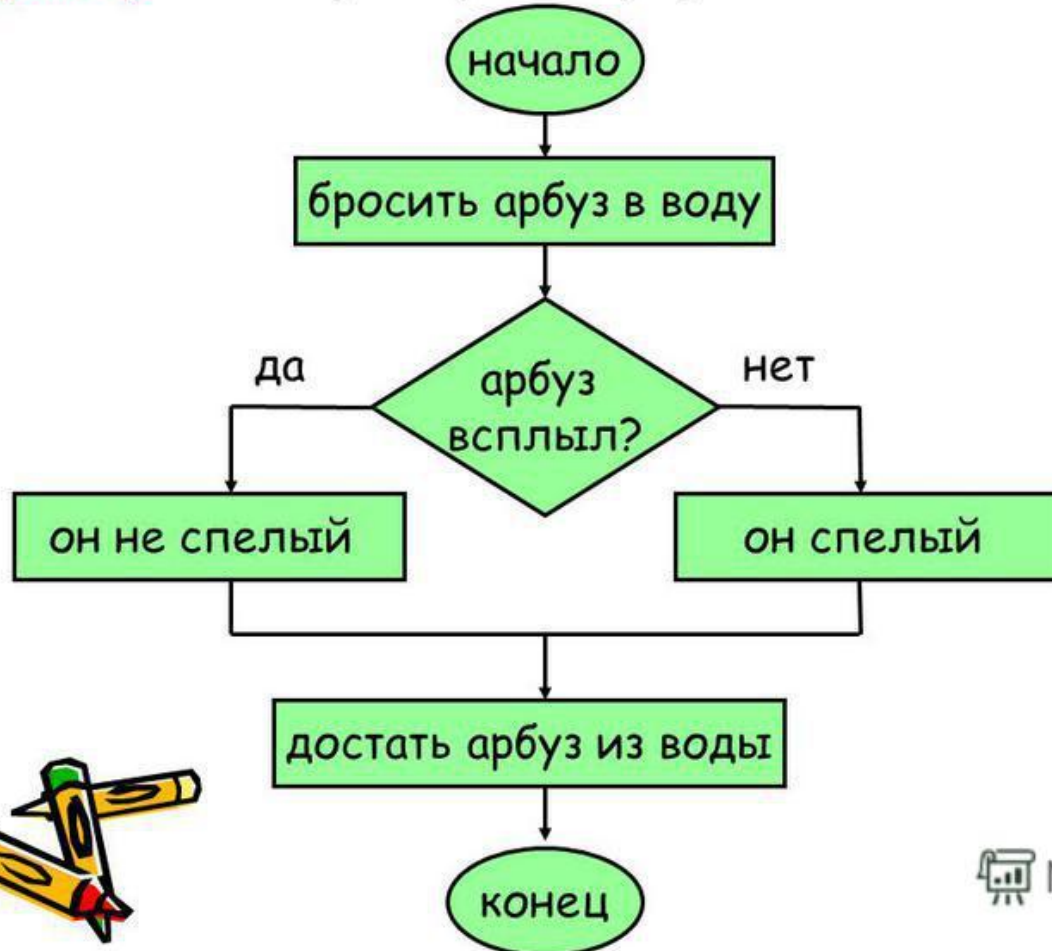 начало
бросить арбуз в воду
да
арбуз
всплыл?
нет
он не спелый
он спелый
достать арбуз из воды
конец